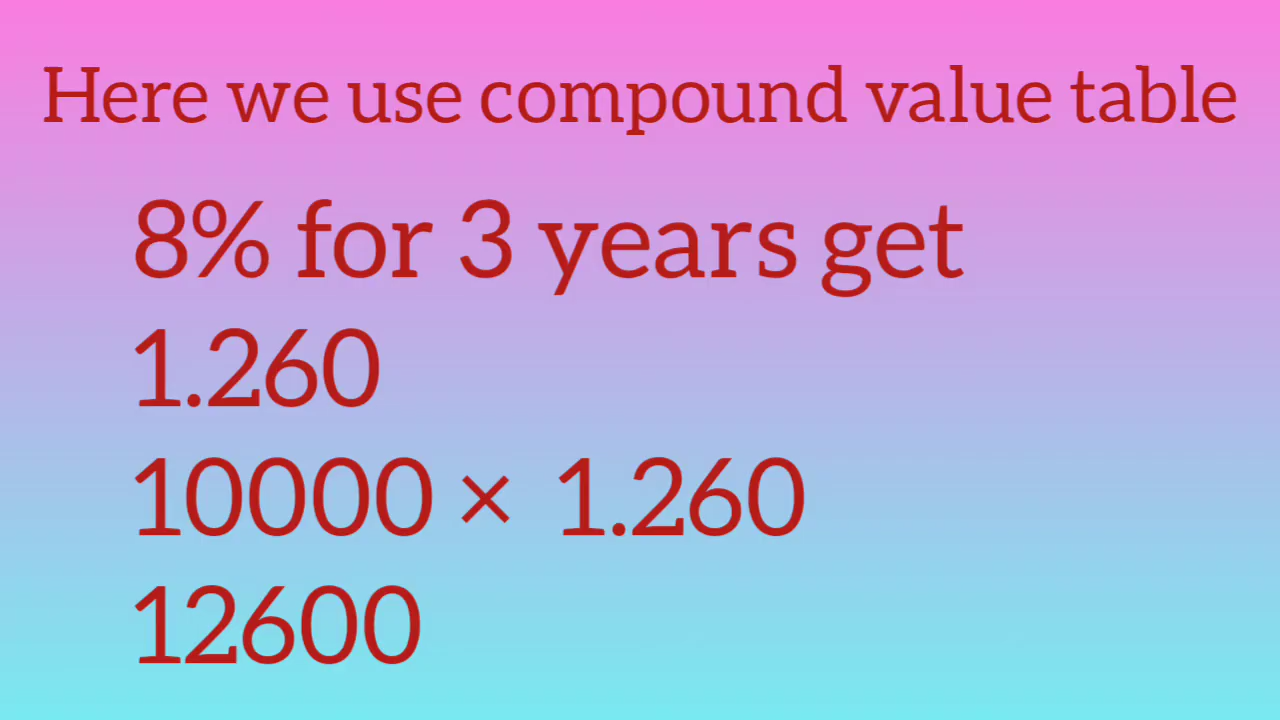 Here we use compound value table
8% for 3 years get
1.260
10000 × 1.260
12600